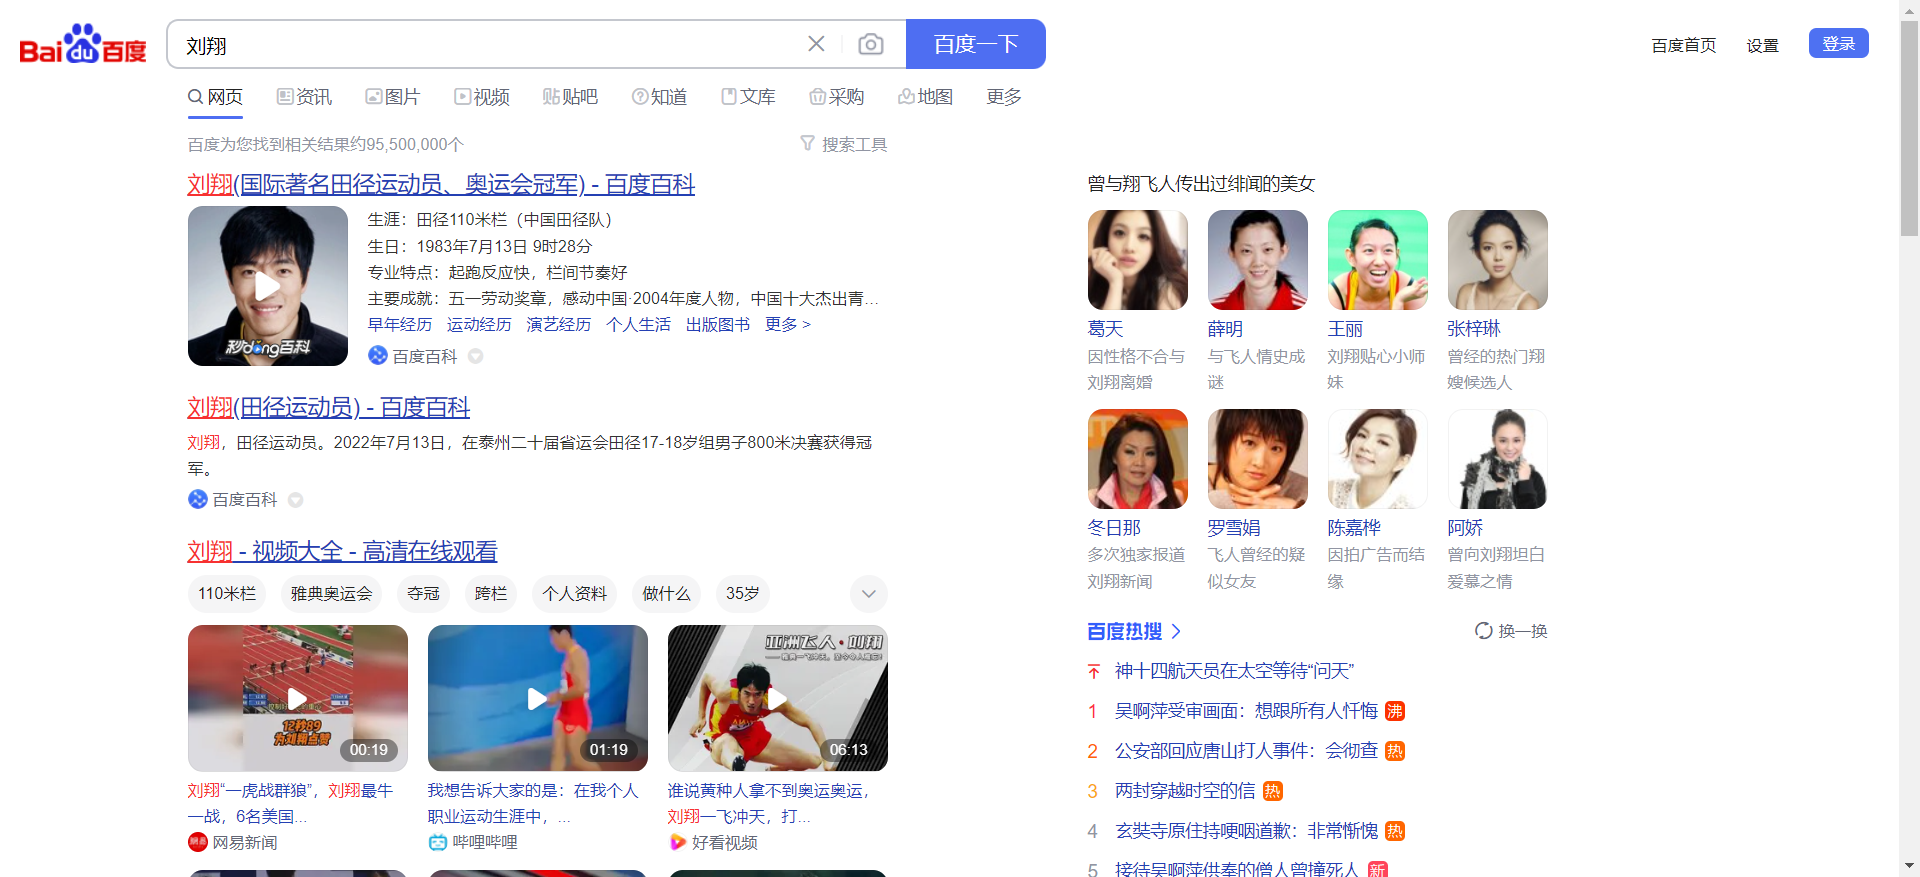 Bai du 百度
刘翔
百度一下
百度首页 设置 登录
网页 资讯 图片 视频 贴吧 知道 文库 采购 地图 更多
百度为您找到相关结果约95,500,000个
搜索工具
刘翔(国际著名田径运动员、奥运会冠军) - 百度百科
生涯：田径110米栏（中国田径队）
生日：1983年7月13日 9时28分
专业特点：起跑反应快，栏间节奏好
主要成就：五一劳动奖章，感动中国·2004年度人物，中国十大杰出青...
早年经历 运动经历 演艺经历 个人生活 出版图书 更多 >
秒dong百科
百度百科
刘翔(田径运动员) - 百度百科
刘翔，田径运动员。2022年7月13日，在泰州二十届省运会田径17-18岁组男子800米决赛获得冠
军。
百度百科
刘翔 - 视频大全 - 高清在线观看
110米栏 雅典奥运会 夺冠 跨栏 个人资料 做什么 35岁
12秒89
为刘翔点赞
00:19
01:19
亚洲飞人·刘翔
06:13
刘翔“一虎战群狼”，刘翔最牛
一战，6名美国...
网易新闻
我想告诉大家的是：在我个人
职业运动生涯中，...
哔哩哔哩
谁说黄种人拿不到奥运奥运，
刘翔一飞冲天，打...
好看视频
曾与翔飞人传出过绯闻的美女
葛天 薛明 王丽 张梓琳
因性格不合与 与飞人情史成 刘翔贴心小师 曾经的热门翔
刘翔离婚 谜 妹 嫂候选人
冬日那 罗雪娟 陈嘉桦 阿娇
多次独家报道 飞人曾经的疑 因拍广告而结 曾向刘翔坦白
刘翔新闻 似女友 缘 爱慕之情
百度热搜
换一换
神十四航天员在太空等待“问天”
1 吴啊萍受审画面：想跟所有人忏悔 沸
2 公安部回应唐山打人事件：会彻查 热
3 两封穿越时空的信 热
4 玄奘寺原住持哽咽道歉：非常惭愧 热
5 接待吴啊萍供奉的僧人曾撞死人 新